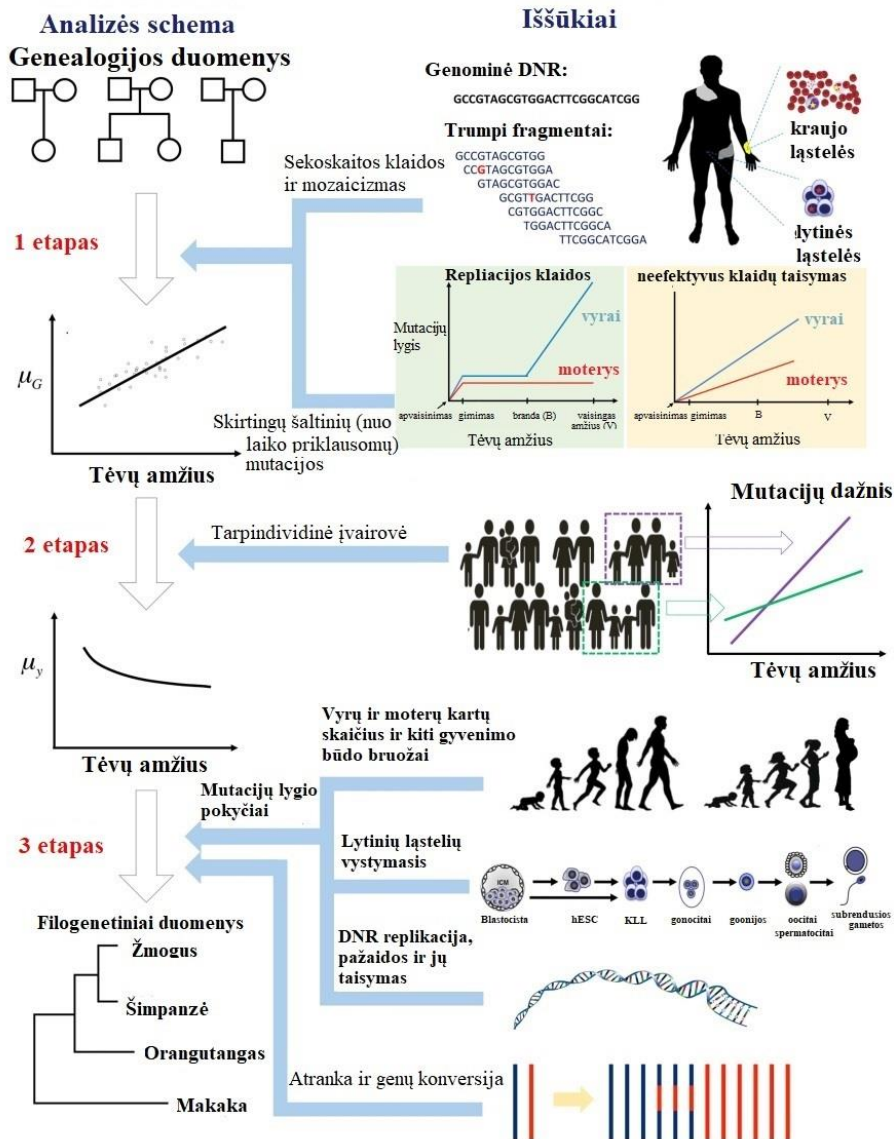 Analizės schema
Iššūkiai
Genealogijos duomenys
Genominė DNR:
GCCGTAGCGTGGACTTCGGCATCGG
Trumpi fragmentai:
GCCGTAGCGTGG
CCGTAGCGTGGA
GTAGCGTGGAC
GCGTTGACTTCGG
CGTGGACTTCGGC
TGGACTTCGGCA
TTCGGCATCGGA
kraujo
ląstelės
lytinės
ląstelės
Sekoskaitos klaidos
ir mozaicizmas
1 etapas
μG
Tėvų amžius
Repliacijos klaidos
Mutacijų
lygis
vyrai
moterys
apvaisinimas
gimimas
branda (B)
vaisingas
amžius (V)
Tėvų amžius
neefektyvus klaidų taisymas
vyrai
moterys
apvaisinimas
gimimas
B
V
Tėvų amžius
Skirtingų šaltinių (nuo
laiko priklausomų)
mutacijos
2 etapas
Tarpindividinė įvairovė
Mutacijų dažnis
Tėvų amžius
μy
Tėvų amžius
Vyrų ir moterų kartų
skaičius ir kiti gyvenimo
būdo bruožai
Mutacijų lygio
pokyčiai
3 etapas
Lytinių ląstelių
vystymasis
ICM
Blastocista
hESC
KLL
gonocitai
goonijos
oocitai
spermatocitai
subrendusios
gametos
DNR replikacija,
pažaidos ir jų
taisymas
Filogenetiniai duomenys
Žmogus
Šimpanzė
Orangutangas
Makaka
Atranka ir genų konversija